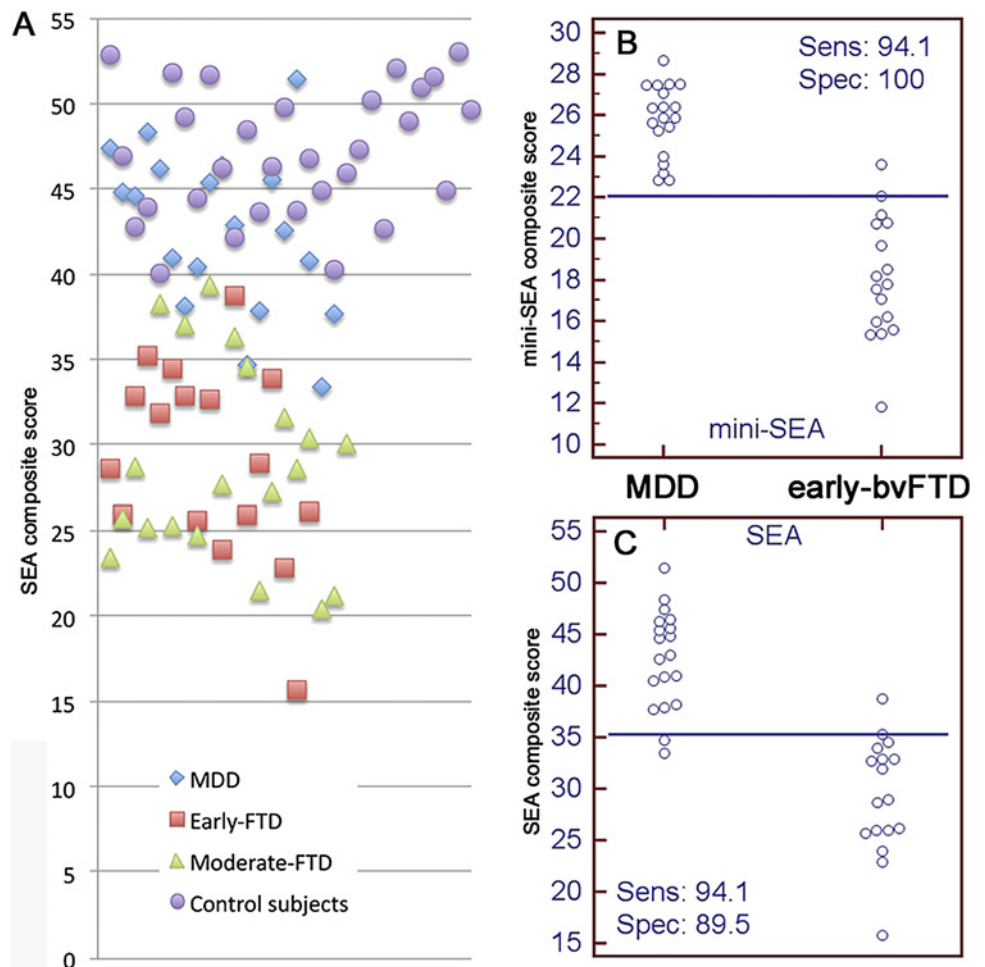 A
55
50
45
40
35
30
25
20
15
10
5
0
SEA composite score
MDD
Early-FTD
Moderate-FTD
Control subjects
B
Sens: 94.1
Spec: 100
30
28
26
24
22
20
18
16
14
12
10
mini-SEA composite score
mini-SEA
MDD early-bvFTD
C
SEA
55
50
45
40
35
30
25
20
15
SEA composite score
Sens: 94.1
Spec: 89.5